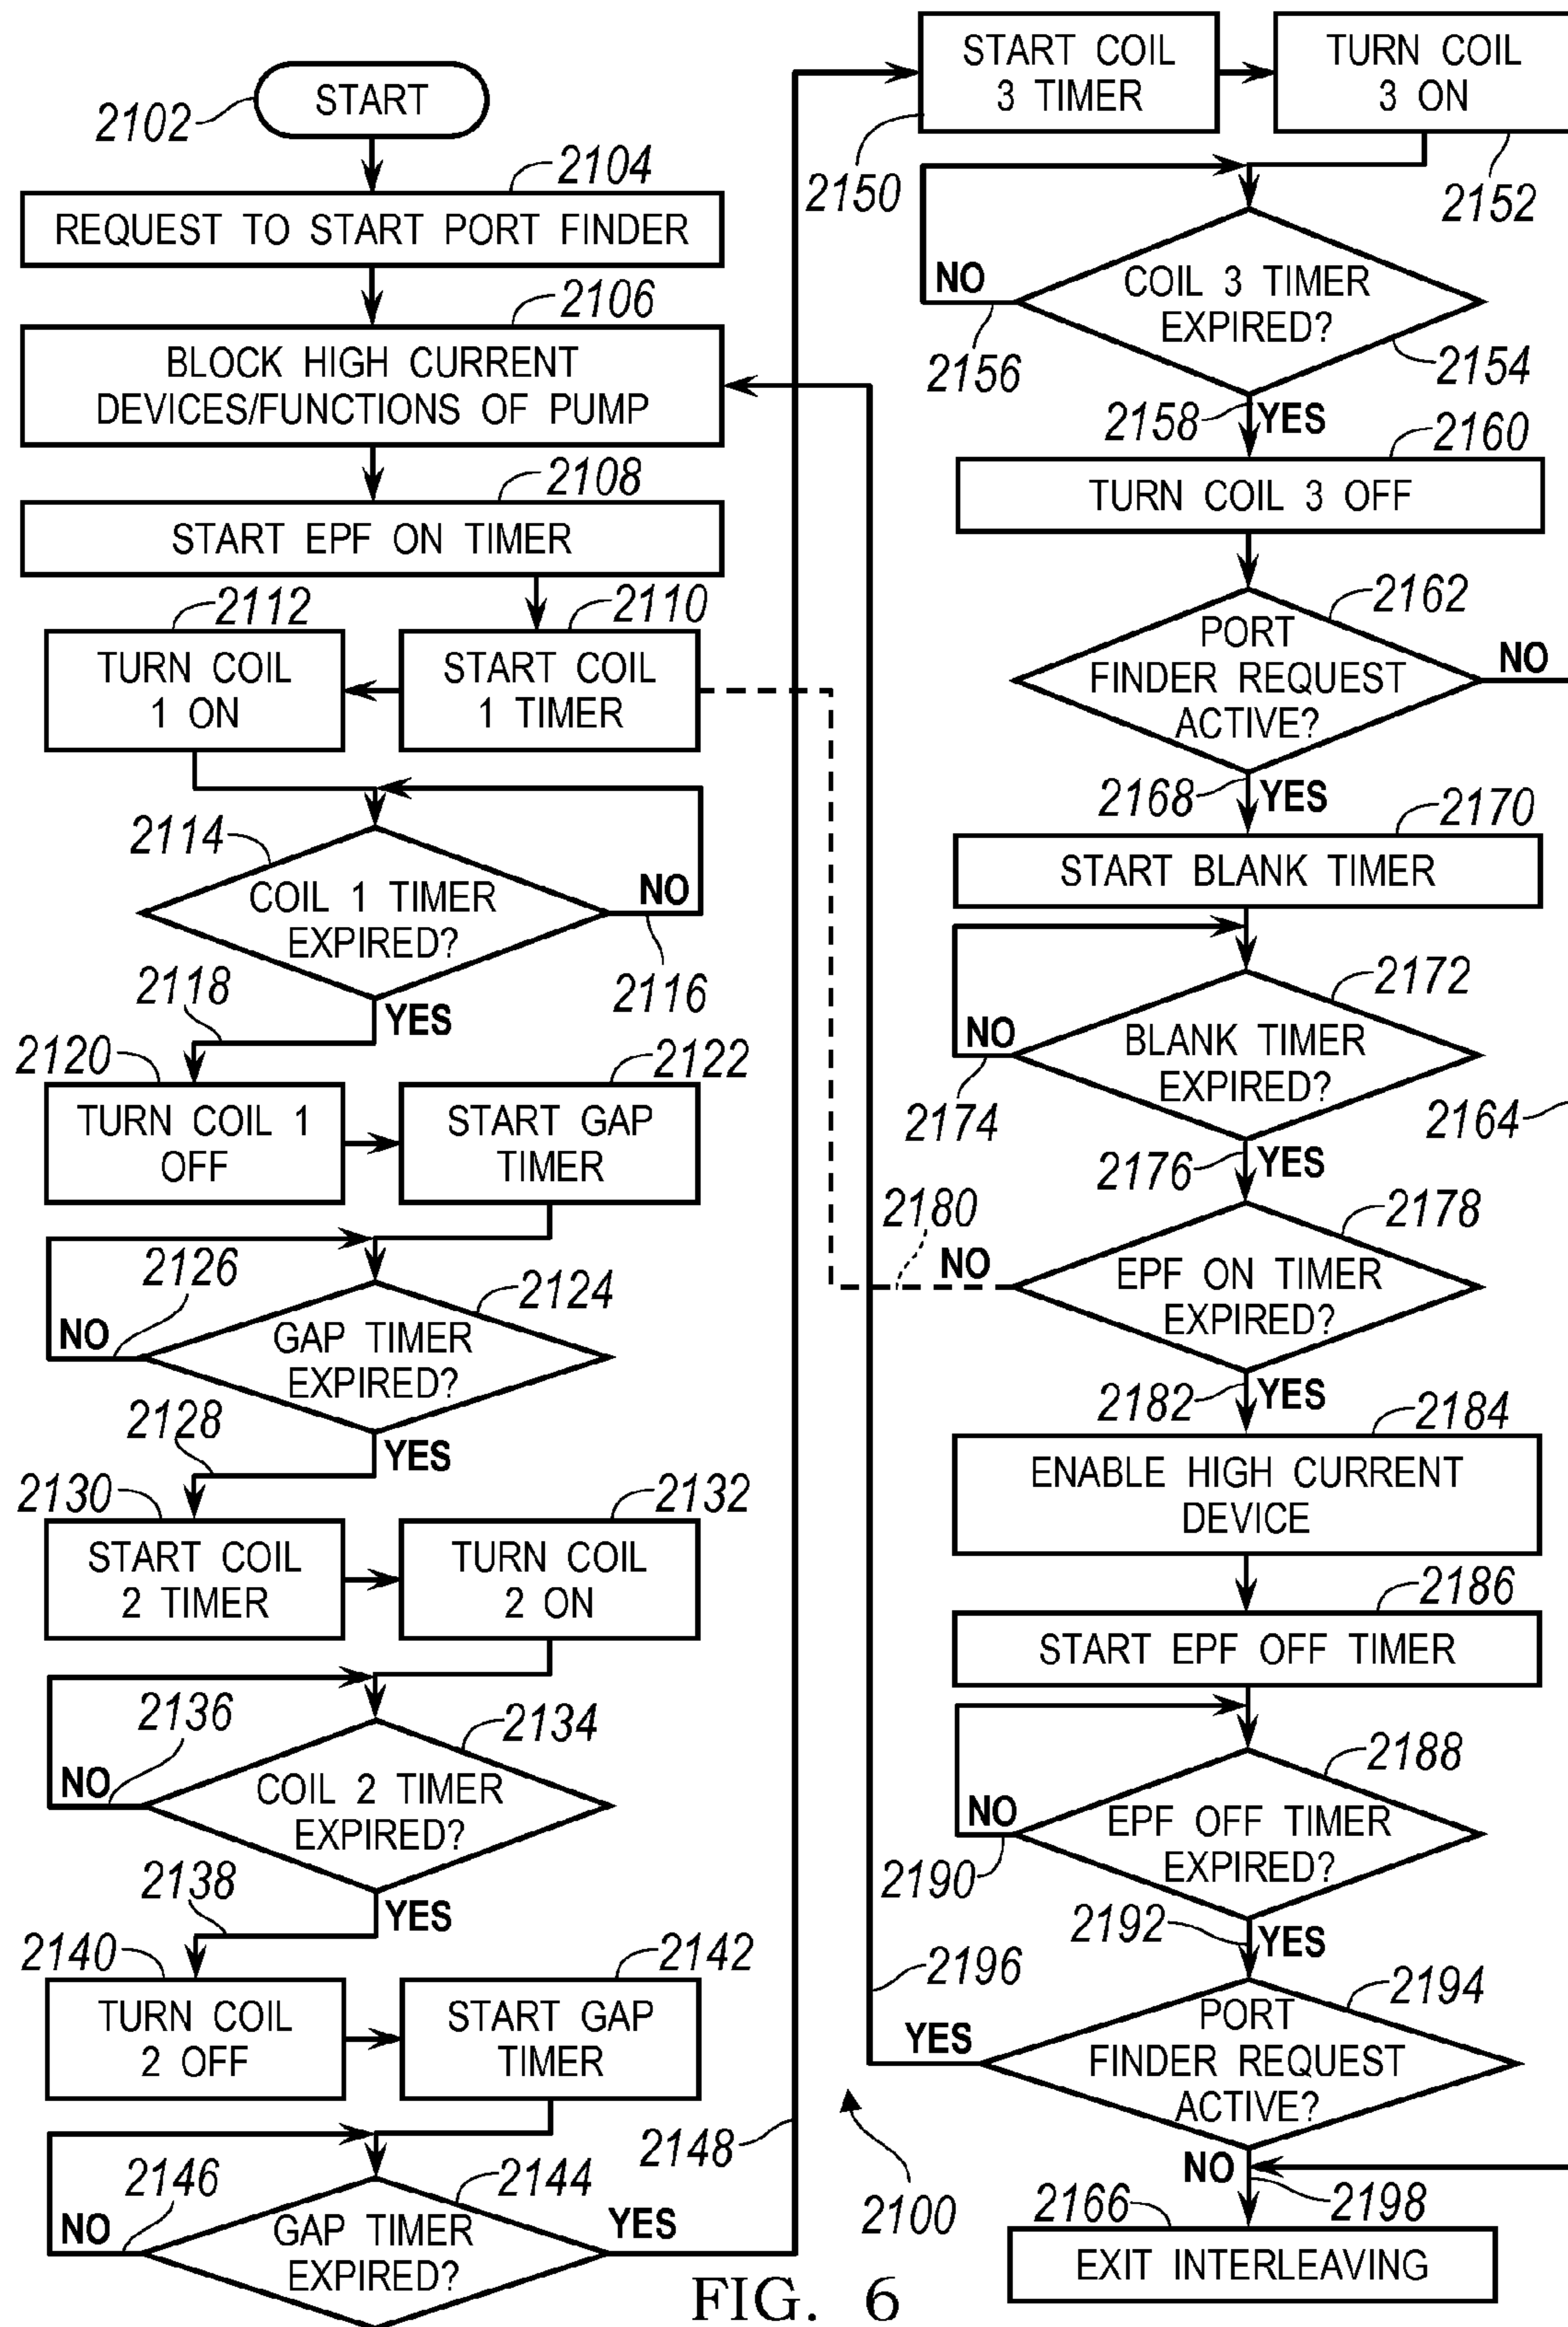 START
2102
2104
REQUEST TO START PORT FINDER
2106
BLOCK HIGH CURRENT
DEVICES/FUNCTIONS OF PUMP
2108
START EPF ON TIMER
2112
2110
TURN COIL
1 ON
START COIL
1 TIMER
2114
COIL 1 TIMER
EXPIRED?
NO
2116
2118
YES
2120
2122
TURN COIL 1
OFF
START GAP
TIMER
2126
2124
NO
GAP TIMER
EXPIRED?
2128
YES
2130
2132
START COIL
2 TIMER
TURN COIL
2 ON
2136
2134
NO
COIL 2 TIMER
EXPIRED?
2138
YES
2140
2142
TURN COIL
2 OFF
START GAP
TIMER
2146
2144
NO
GAP TIMER
EXPIRED?
YES
2148
START COIL
3 TIMER
TURN COIL
3 ON
2150
2152
NO
COIL 3 TIMER
EXPIRED?
2156
2154
2158
YES
2160
TURN COIL 3 OFF
2162
PORT
FINDER REQUEST
ACTIVE?
NO
2168
YES
2170
START BLANK TIMER
2172
NO
BLANK TIMER
EXPIRED?
2174
2164
2176
YES
2180
2178
NO
EPF ON TIMER
EXPIRED?
2182
YES
2184
ENABLE HIGH CURRENT
DEVICE
2186
START EPF OFF TIMER
2188
NO
EPF OFF TIMER
EXPIRED?
2190
2192
YES
2196
2194
YES
PORT
FINDER REQUEST
ACTIVE?
NO
2198
2166
EXIT INTERLEAVING
2100
FIG. 6